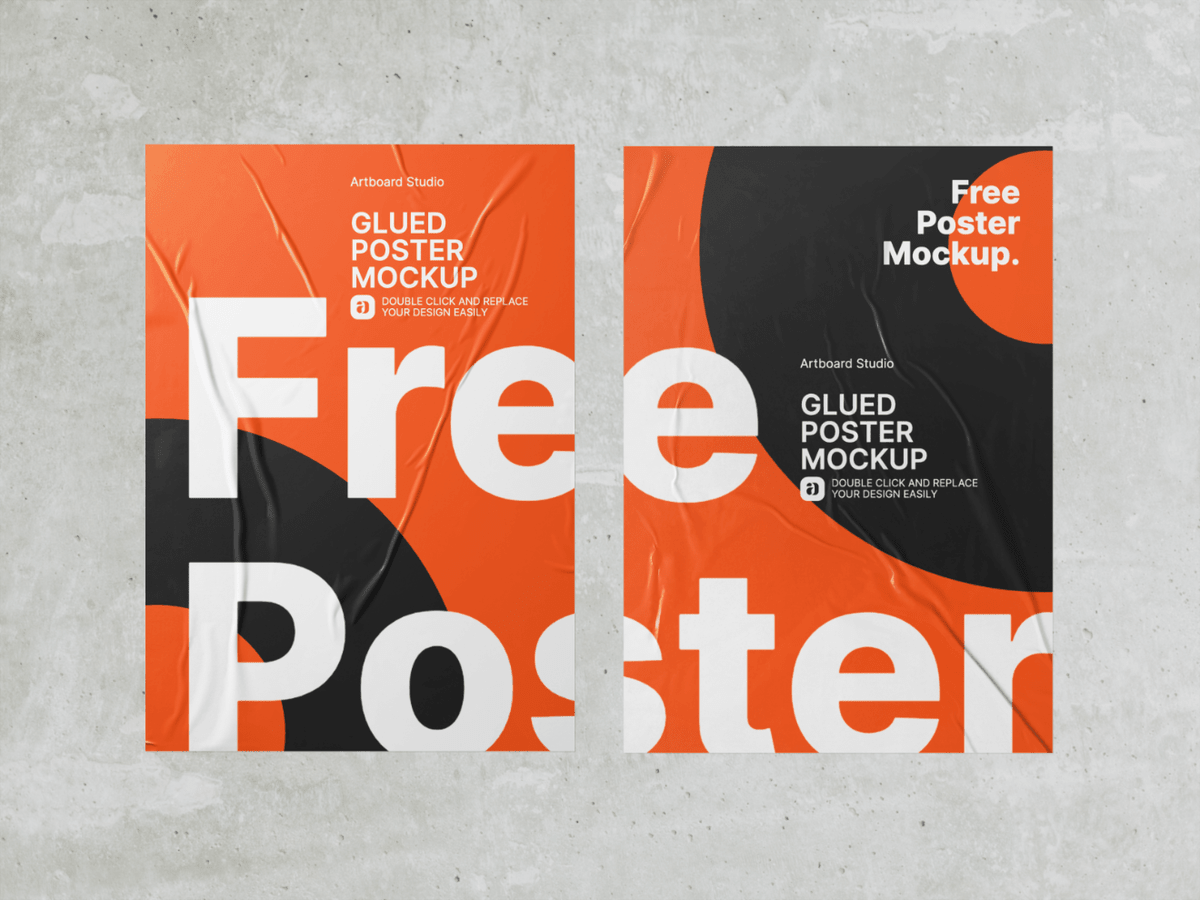 Artboard Studio
GLUED
POSTER
MOCKUP
a DOUBLE CLICK AND REPLACE
YOUR DESIGN EASILY
Free
Pos
Free
Poster
Mockup.
e
Artboard Studio
GLUED
POSTER
MOCKUP
a DOUBLE CLICK AND REPLACE
YOUR DESIGN EASILY
ster